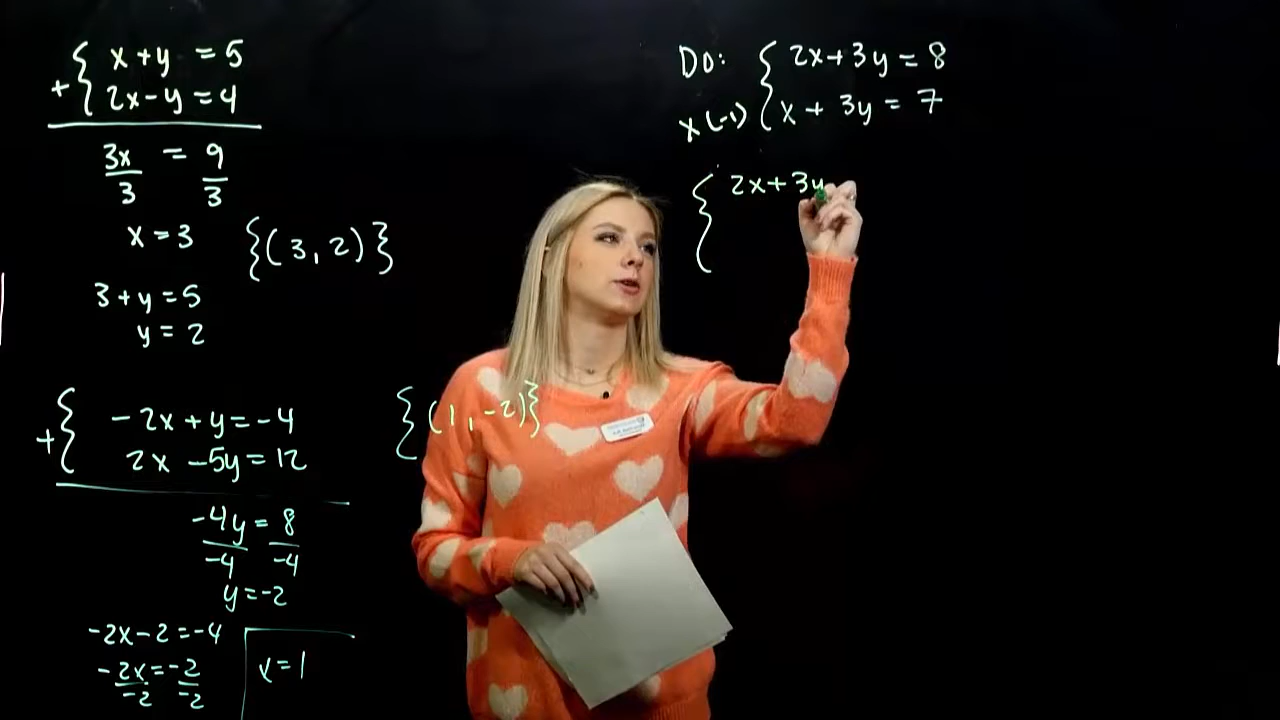 x + y = 5
+ { 2x - y = 4
3x/3 = 9/3
x = 3
{(3, 2)}
3 + y = 5
y = 2
-2x + y = -4
+ { 2x - 5y = 12
{(1, -2)}
-4y/-4 = 8/-4
y = -2
-2x - 2 = -4
-2x/-2 = -2/-2
x = 1
Do: { 2x + 3y = 8
x(-1) { x + 3y = 7
{ 2x + 3y